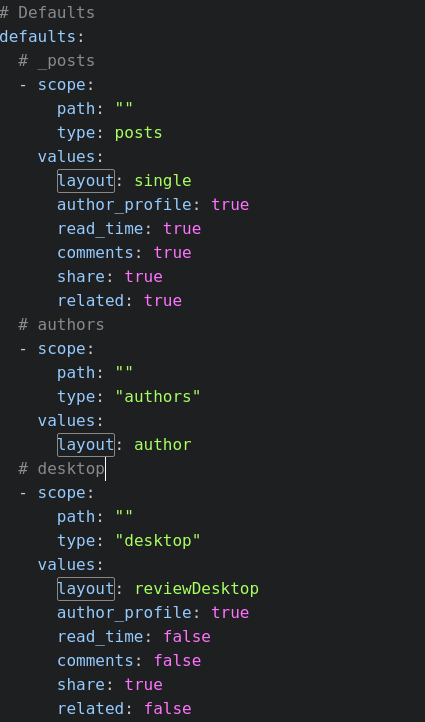 # Defaults
defaults:
  # _posts
  - scope:
      path: ""
      type: posts
    values:
      layout: single
      author_profile: true
      read_time: true
      comments: true
      share: true
      related: true
  # authors
  - scope:
      path: ""
      type: "authors"
    values:
      layout: author
  # desktop
  - scope:
      path: ""
      type: "desktop"
    values:
      layout: reviewDesktop
      author_profile: true
      read_time: false
      comments: false
      share: true
      related: false